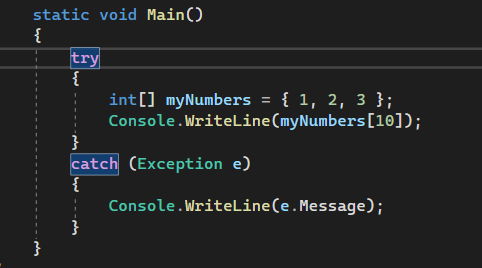 static void Main()
{
    try
    {
        int[] myNumbers = { 1, 2, 3 };
        Console.WriteLine(myNumbers[10]);
    }
    catch (Exception e)
    {
        Console.WriteLine(e.Message);
    }
}